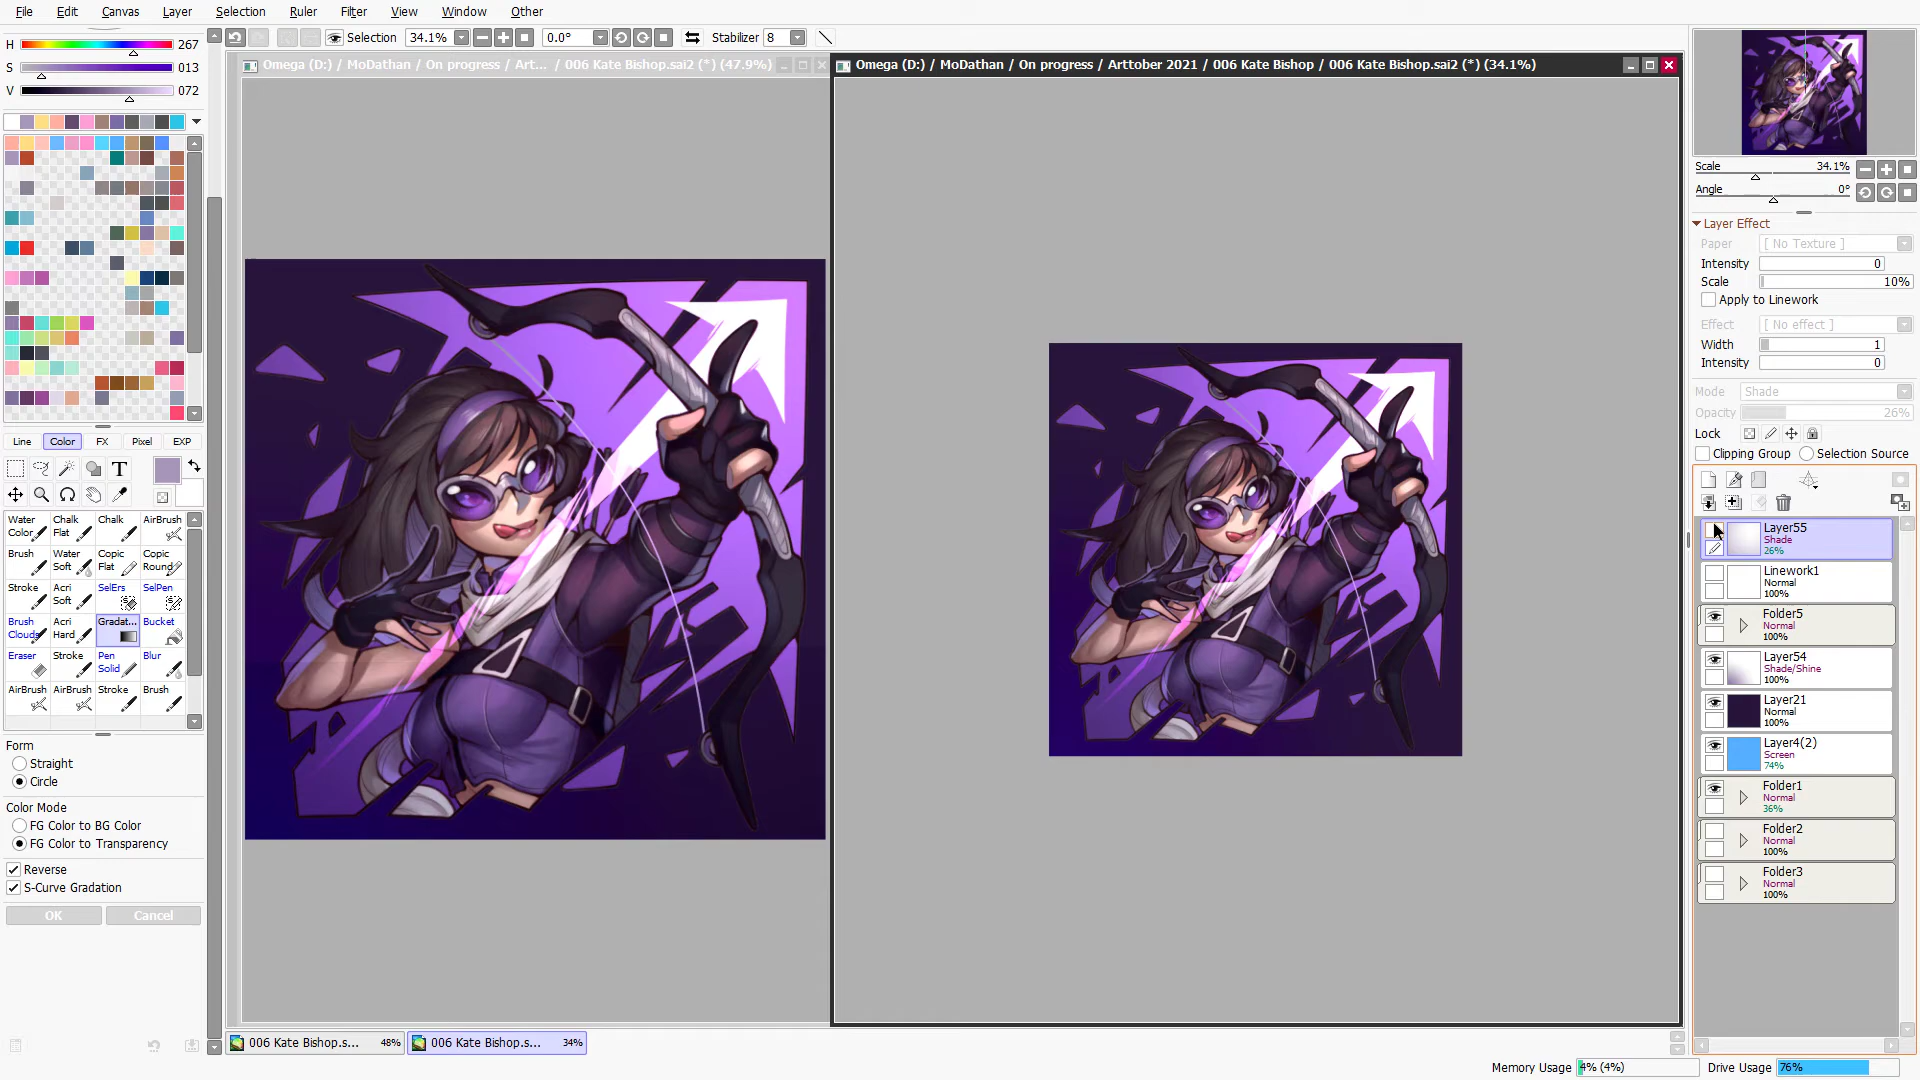 File Edit Canvas Layer Selection Ruler Filter View Window Other
H 267
S 013
V 072
Selection 34.1% 0.0° Stabilizer 8
Omega (D:) / MoDathan / On progress / Art... / 006 Kate Bishop.sai2 (*) (47.9%)
Omega (D:) / MoDathan / On progress / Arttober 2021 / 006 Kate Bishop / 006 Kate Bishop.sai2 (*) (34.1%)
Line Color FX Pixel EXP
T
Water Color Chalk Flat Chalk AirBrush
Brush Water Soft Copic Flat Copic Round
Stroke Acri Soft SelErs SelPen
Brush Clouds Acri Hard Gradat... Bucket
Eraser Stroke Pen Solid Blur
AirBrush AirBrush Stroke Brush
Form
Straight
Circle
Color Mode
FG Color to BG Color
FG Color to Transparency
Reverse
S-Curve Gradation
OK Cancel
Scale 34.1%
Angle 0°
Layer Effect
Paper [ No Texture ]
Intensity 0
Scale 10%
Apply to Linework
Effect [ No effect ]
Width 1
Intensity 0
Mode Shade
Opacity 26%
Lock
Clipping Group Selection Source
Layer55
Shade
26%
Linework1
Normal
100%
Folder5
Normal
100%
Layer54
Shade/Shine
100%
Layer21
Normal
100%
Layer4(2)
Screen
74%
Folder1
Normal
36%
Folder2
Normal
100%
Folder3
Normal
100%
006 Kate Bishop.s... 48%
006 Kate Bishop.s... 34%
Memory Usage 4% (4%) Drive Usage 76%